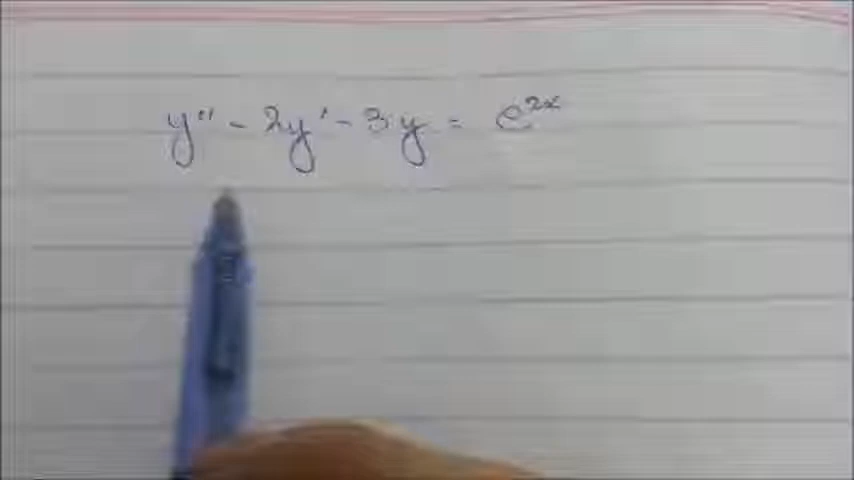 y'' - 2y' - 3y = e^{2x}